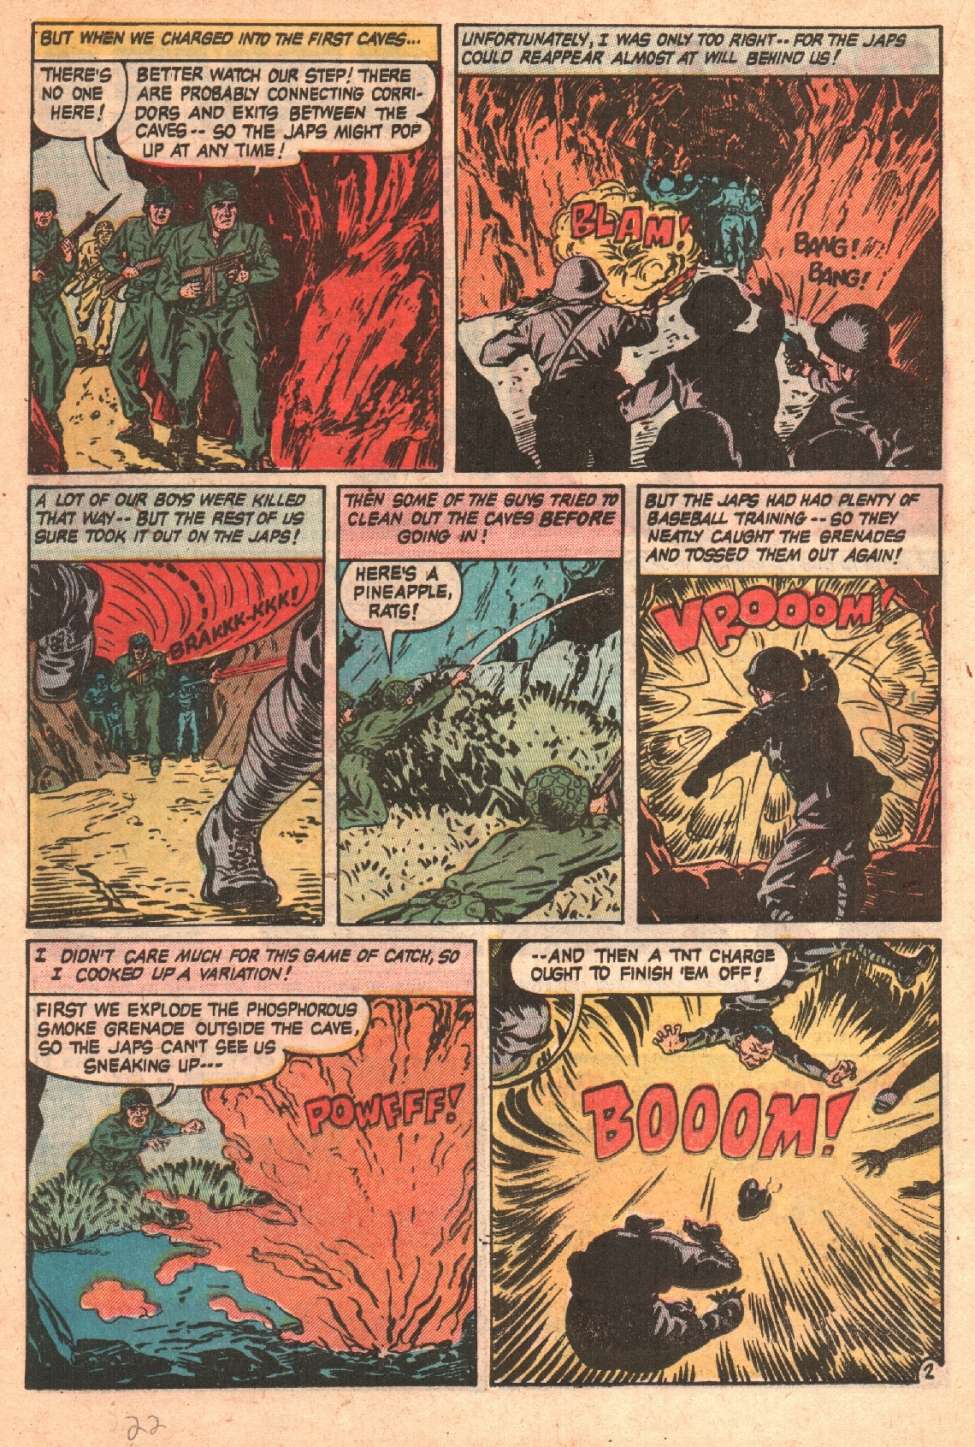 BUT WHEN WE CHARGED INTO THE FIRST CAVES...
THERE'S
NO ONE
HERE!
BETTER WATCH OUR STEP! THERE
ARE PROBABLY CONNECTING CORRI-
DORS AND EXITS BETWEEN THE
CAVES-- SO THE JAPS MIGHT POP
UP AT ANY TIME!
UNFORTUNATELY, I WAS ONLY TOO RIGHT-- FOR THE JAPS
COULD REAPPEAR ALMOST AT WILL BEHIND US!
BLAM!
BANG!
BANG!
A LOT OF OUR BOYS WERE KILLED
THAT WAY-- BUT THE REST OF US
SURE TOOK IT OUT ON THE JAPS!
BRAKKK-KKK!
THEN SOME OF THE GUYS TRIED TO
CLEAN OUT THE CAVES BEFORE
GOING IN!
HERE'S A
PINEAPPLE,
RATS!
BUT THE JAPS HAD HAD PLENTY OF
BASEBALL TRAINING-- SO THEY
NEATLY CAUGHT THE GRENADES
AND TOSSED THEM OUT AGAIN!
VROOOM!
I DIDN'T CARE MUCH FOR THIS GAME OF CATCH, SO
I COOKED UP A VARIATION!
FIRST WE EXPLODE THE PHOSPHOROUS
SMOKE GRENADE OUTSIDE THE CAVE,
SO THE JAPS CAN'T SEE US
SNEAKING UP---
POWFFF!
--AND THEN A TNT CHARGE
OUGHT TO FINISH 'EM OFF!
BOOOM!
2
22